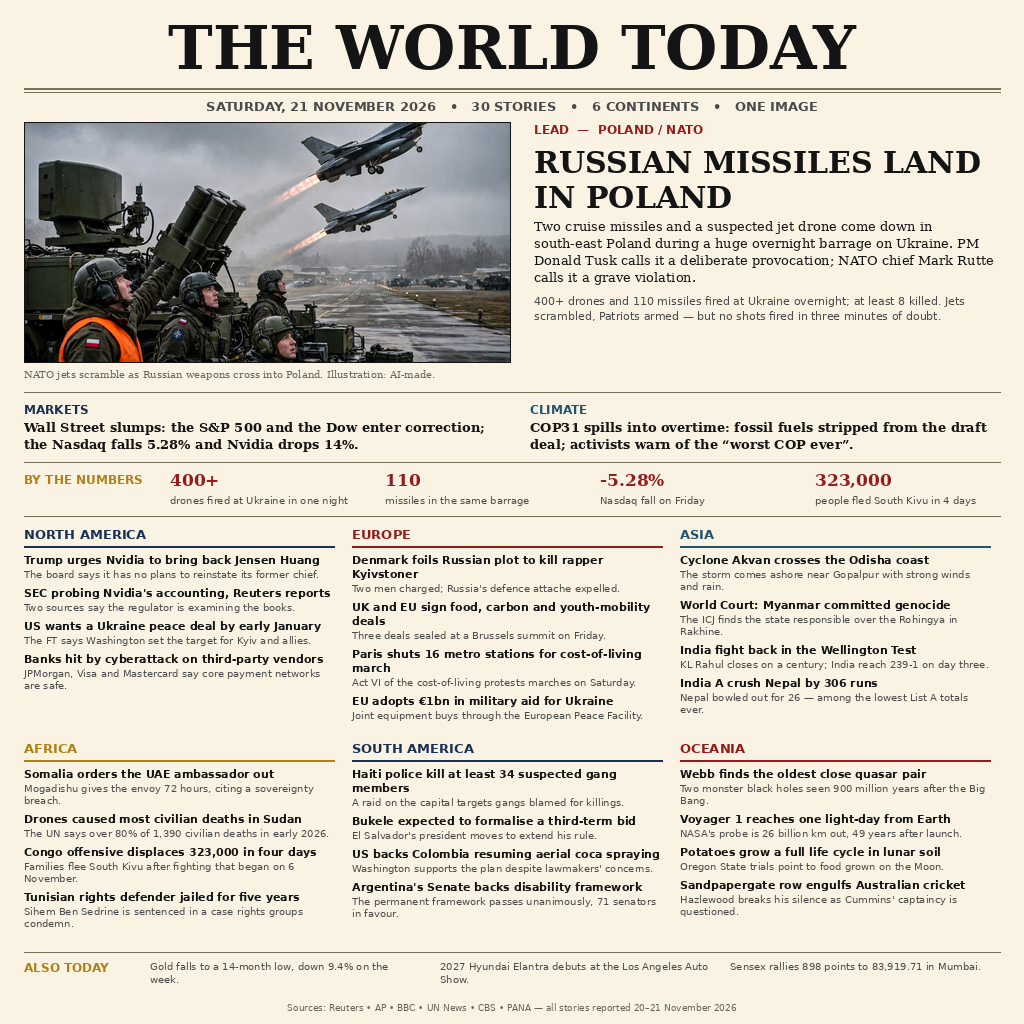 THE WORLD TODAY
SATURDAY, 21 NOVEMBER 2026 • 30 STORIES • 6 CONTINENTS • ONE IMAGE
LEAD — POLAND / NATO
RUSSIAN MISSILES LAND
IN POLAND
Two cruise missiles and a suspected jet drone come down in
south-east Poland during a huge overnight barrage on Ukraine. PM
Donald Tusk calls it a deliberate provocation; NATO chief Mark Rutte
calls it a grave violation.
400+ drones and 110 missiles fired at Ukraine overnight; at least 8 killed. Jets
scrambled, Patriots armed — but no shots fired in three minutes of doubt.
NATO jets scramble as Russian weapons cross into Poland. Illustration: AI-made.
MARKETS
Wall Street slumps: the S&P 500 and the Dow enter correction;
the Nasdaq falls 5.28% and Nvidia drops 14%.
CLIMATE
COP31 spills into overtime: fossil fuels stripped from the draft
deal; activists warn of the “worst COP ever”.
BY THE NUMBERS
400+
drones fired at Ukraine in one night
110
missiles in the same barrage
-5.28%
Nasdaq fall on Friday
323,000
people fled South Kivu in 4 days
NORTH AMERICA
Trump urges Nvidia to bring back Jensen Huang
The board says it has no plans to reinstate its former chief.
SEC probing Nvidia's accounting, Reuters reports
Two sources say the regulator is examining the books.
US wants a Ukraine peace deal by early January
The FT says Washington set the target for Kyiv and allies.
Banks hit by cyberattack on third-party vendors
JPMorgan, Visa and Mastercard say core payment networks
are safe.
EUROPE
Denmark foils Russian plot to kill rapper
Kyivstoner
Two men charged; Russia's defence attache expelled.
UK and EU sign food, carbon and youth-mobility
deals
Three deals sealed at a Brussels summit on Friday.
Paris shuts 16 metro stations for cost-of-living
march
Act VI of the cost-of-living protests marches on Saturday.
EU adopts €1bn in military aid for Ukraine
Joint equipment buys through the European Peace Facility.
ASIA
Cyclone Akvan crosses the Odisha coast
The storm comes ashore near Gopalpur with strong winds
and rain.
World Court: Myanmar committed genocide
The ICJ finds the state responsible over the Rohingya in
Rakhine.
India fight back in the Wellington Test
KL Rahul closes on a century; India reach 239-1 on day three.
India A crush Nepal by 306 runs
Nepal bowled out for 26 — among the lowest List A totals
ever.
AFRICA
Somalia orders the UAE ambassador out
Mogadishu gives the envoy 72 hours, citing a sovereignty
breach.
Drones caused most civilian deaths in Sudan
The UN says over 80% of 1,390 civilian deaths in early 2026.
Congo offensive displaces 323,000 in four days
Families flee South Kivu after fighting that began on 6
November.
Tunisian rights defender jailed for five years
Sihem Ben Sedrine is sentenced in a case rights groups
condemn.
SOUTH AMERICA
Haiti police kill at least 34 suspected gang
members
A raid on the capital targets gangs blamed for killings.
Bukele expected to formalise a third-term bid
El Salvador's president moves to extend his rule.
US backs Colombia resuming aerial coca spraying
Washington supports the plan despite lawmakers' concerns.
Argentina's Senate backs disability framework
The permanent framework passes unanimously, 71 senators
in favour.
OCEANIA
Webb finds the oldest close quasar pair
Two monster black holes seen 900 million years after the Big
Bang.
Voyager 1 reaches one light-day from Earth
NASA's probe is 26 billion km out, 49 years after launch.
Potatoes grow a full life cycle in lunar soil
Oregon State trials point to food grown on the Moon.
Sandpapergate row engulfs Australian cricket
Hazlewood breaks his silence as Cummins' captaincy is
questioned.
ALSO TODAY
Gold falls to a 14-month low, down 9.4% on the
week.
2027 Hyundai Elantra debuts at the Los Angeles Auto
Show.
Sensex rallies 898 points to 83,919.71 in Mumbai.
Sources: Reuters • AP • BBC • UN News • CBS • PANA — all stories reported 20–21 November 2026